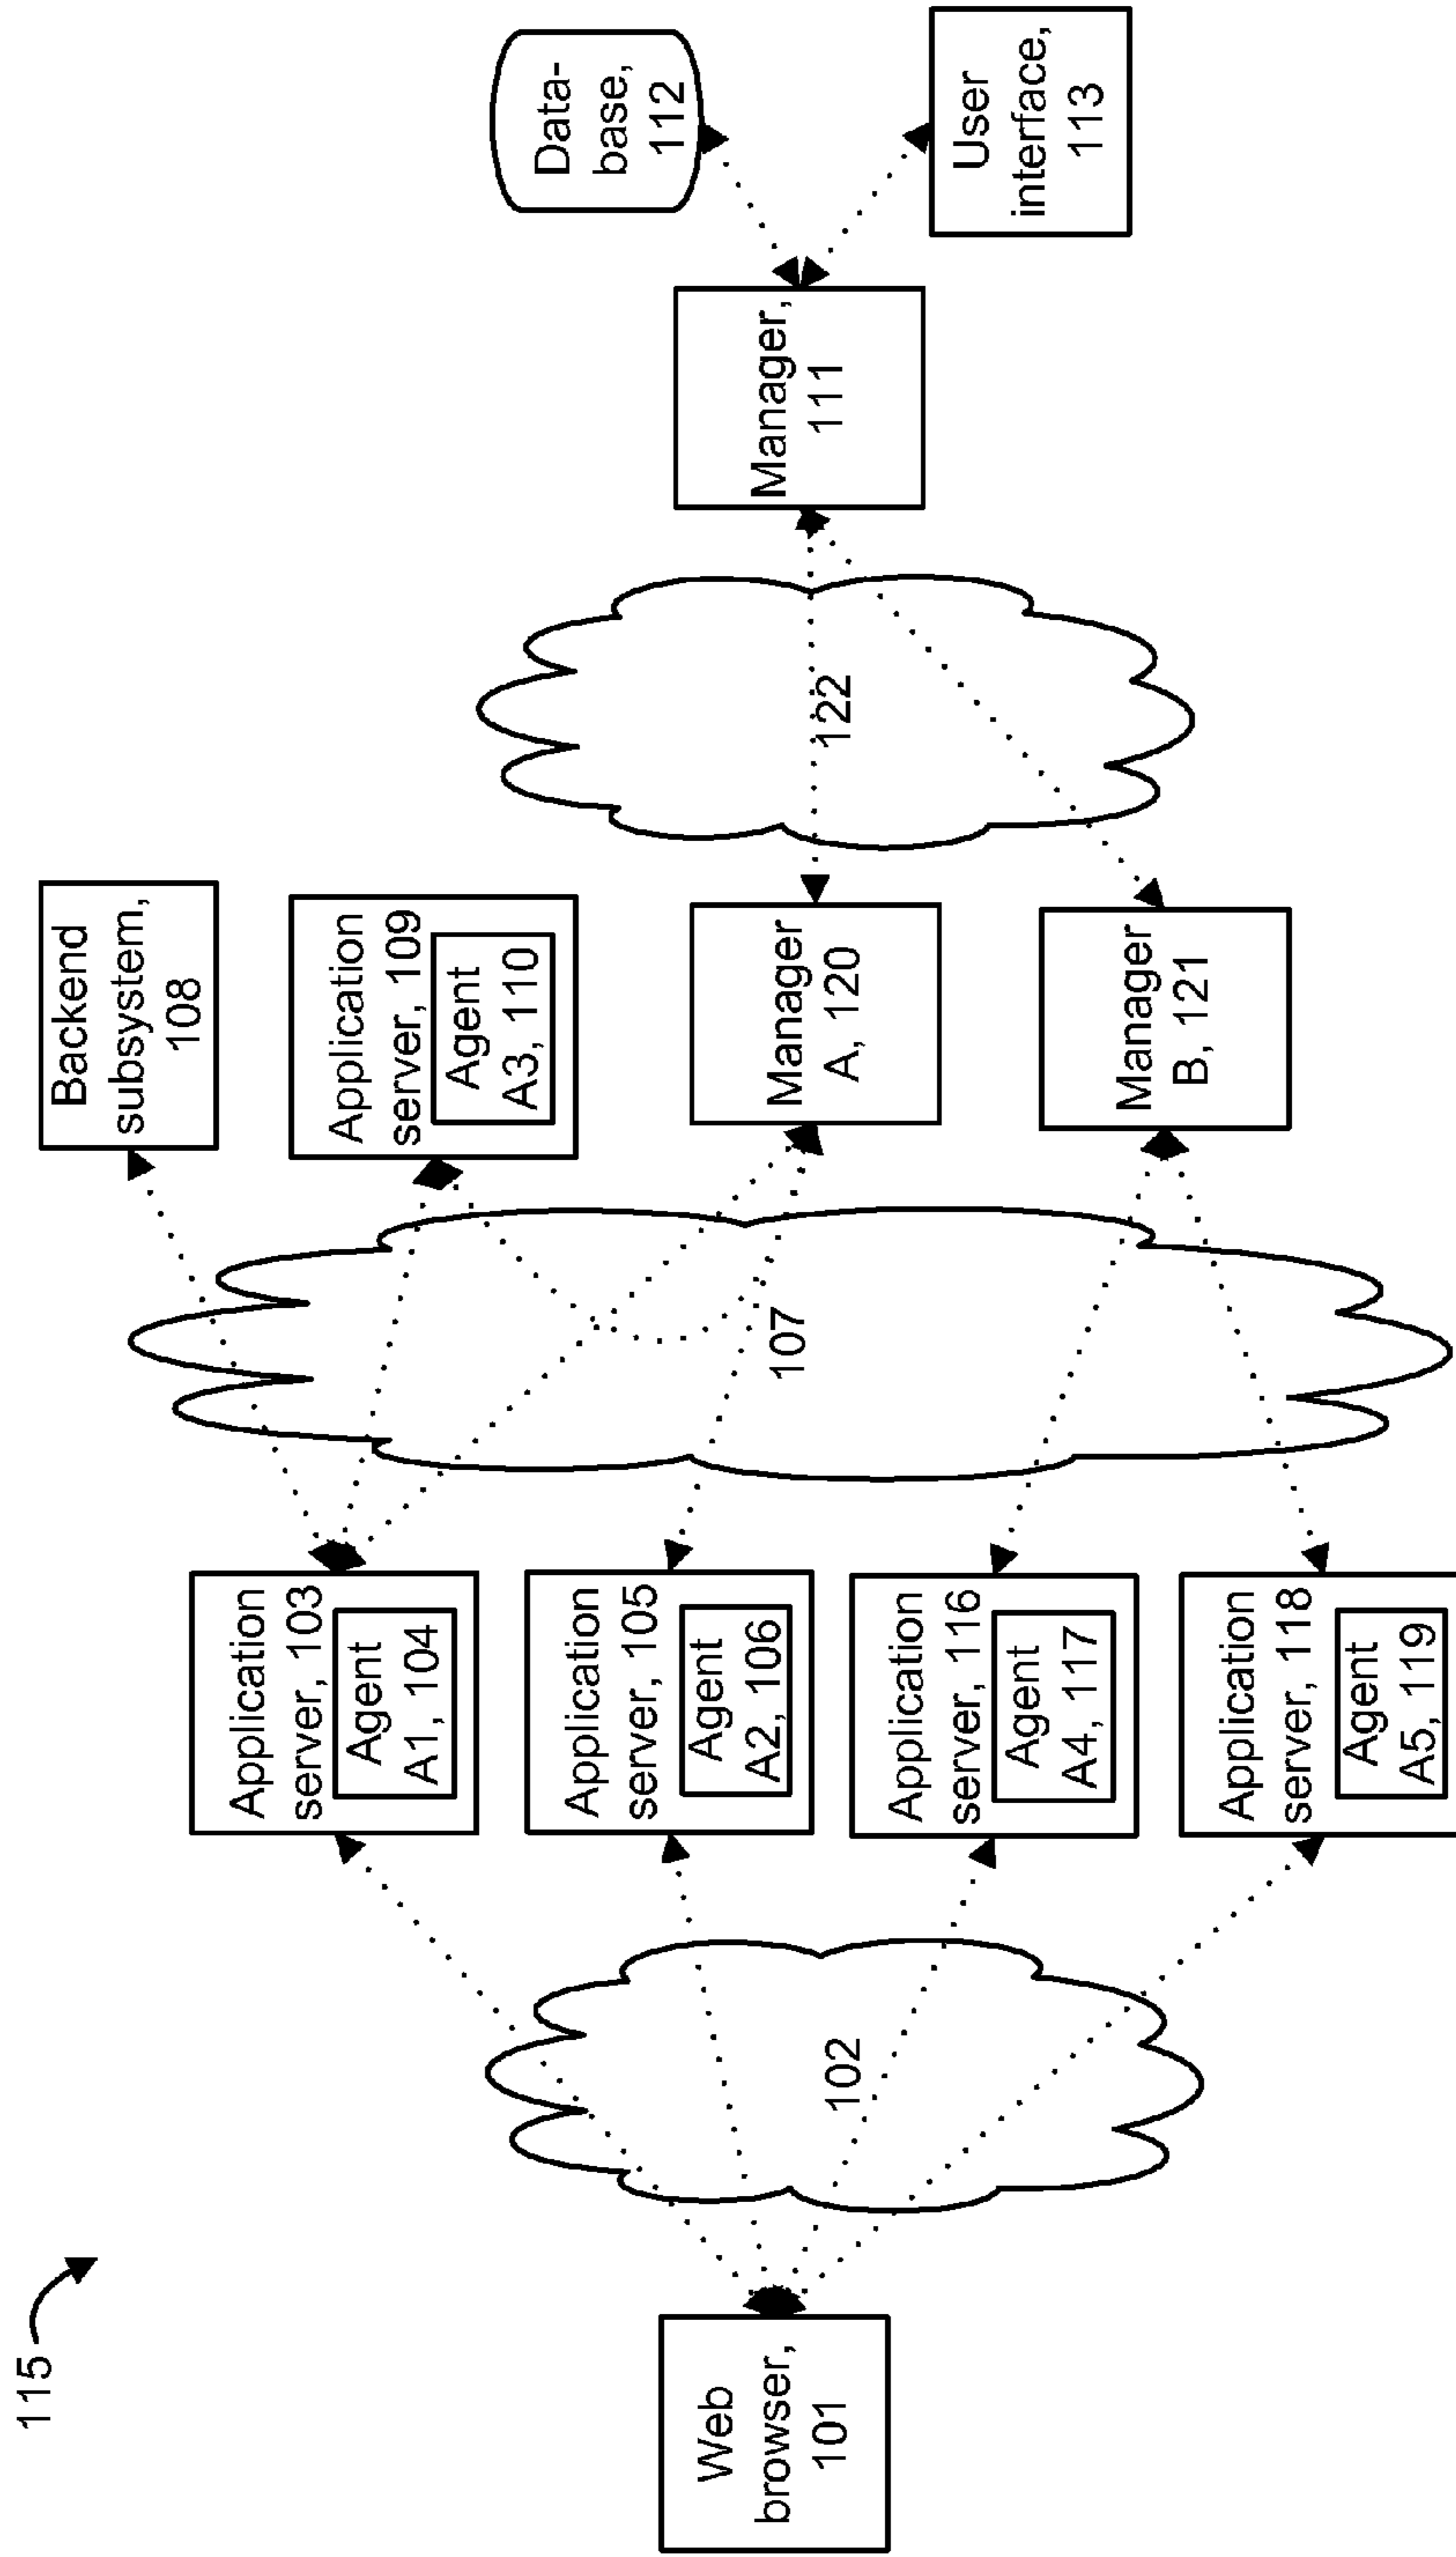 115
Web
browser,
101
102
Application
server, 103
Agent
A1, 104
Application
server, 105
Agent
A2, 106
Application
server, 116
Agent
A4, 117
Application
server, 118
Agent
A5, 119
107
Backend
subsystem,
108
Application
server, 109
Agent
A3, 110
Manager
A, 120
Manager
B, 121
122
Manager,
111
Data-
base,
112
User
interface,
113